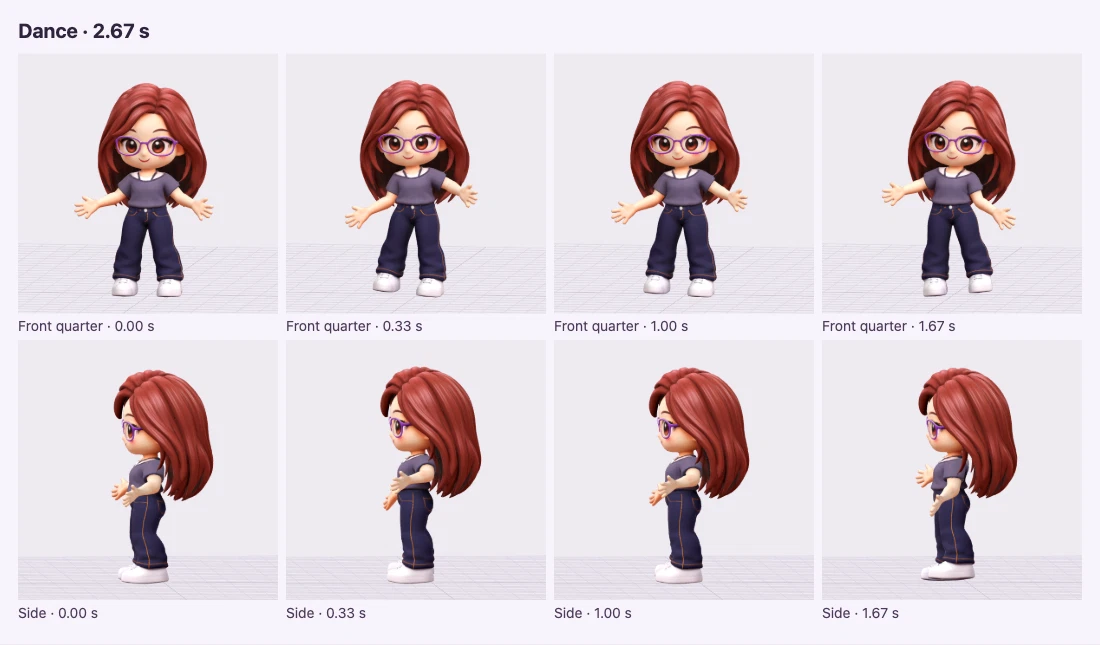 Dance · 2.67 s
Front quarter · 0.00 s
Front quarter · 0.33 s
Front quarter · 1.00 s
Front quarter · 1.67 s
Side · 0.00 s
Side · 0.33 s
Side · 1.00 s
Side · 1.67 s